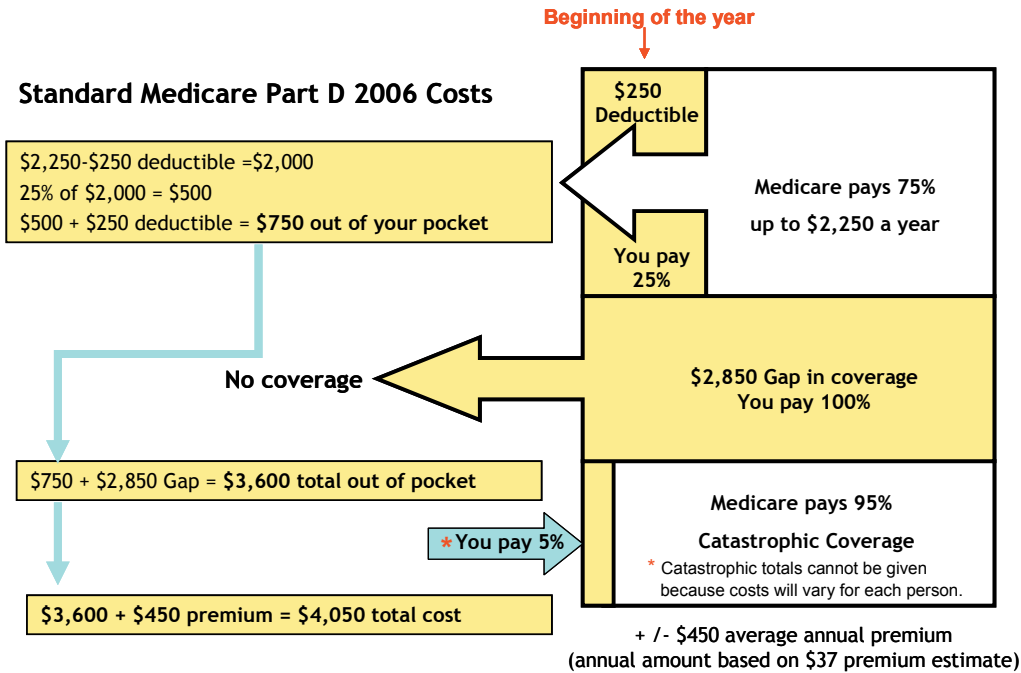 Beginning of the year
Standard Medicare Part D 2006 Costs
$250
Deductible
$2,250-$250 deductible =$2,000
25% of $2,000 = $500
$500 + $250 deductible = $750 out of your pocket
Medicare pays 75%
up to $2,250 a year
You pay
25%
No coverage
$2,850 Gap in coverage
You pay 100%
$750 + $2,850 Gap = $3,600 total out of pocket
Medicare pays 95%
*You pay 5%
Catastrophic Coverage
* Catastrophic totals cannot be given
because costs will vary for each person.
$3,600 + $450 premium = $4,050 total cost
+ /- $450 average annual premium
(annual amount based on $37 premium estimate)